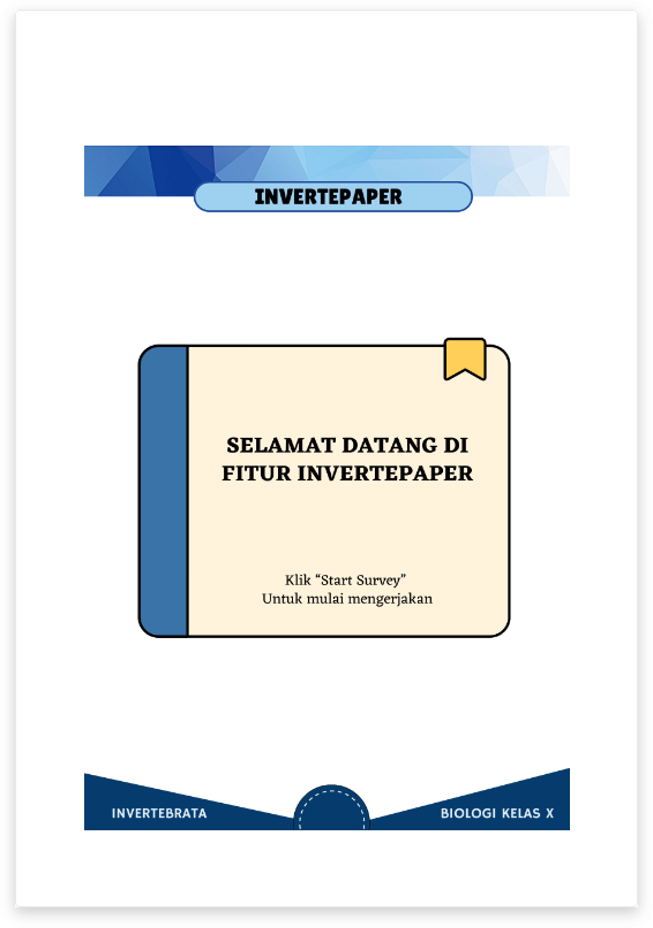 INVERTEPAPER
SELAMAT DATANG DI
FITUR INVERTEPAPER
Klik “Start Survey”
Untuk mulai mengerjakan
INVERTEBRATA
BIOLOGI KELAS X